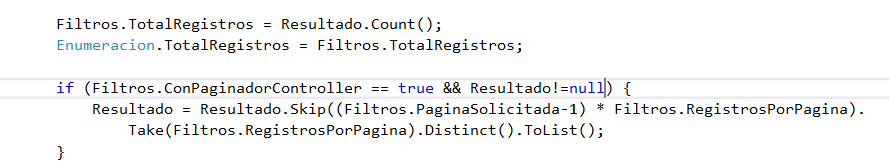 Filtros.TotalRegistros = Resultado.Count();
Enumeracion.TotalRegistros = Filtros.TotalRegistros;
if (Filtros.ConPaginadorController == true && Resultado!=null) {
Resultado = Resultado.Skip((Filtros.PaginaSolicitada-1) * Filtros.RegistrosPorPagina).
Take(Filtros.RegistrosPorPagina).Distinct().ToList();
}